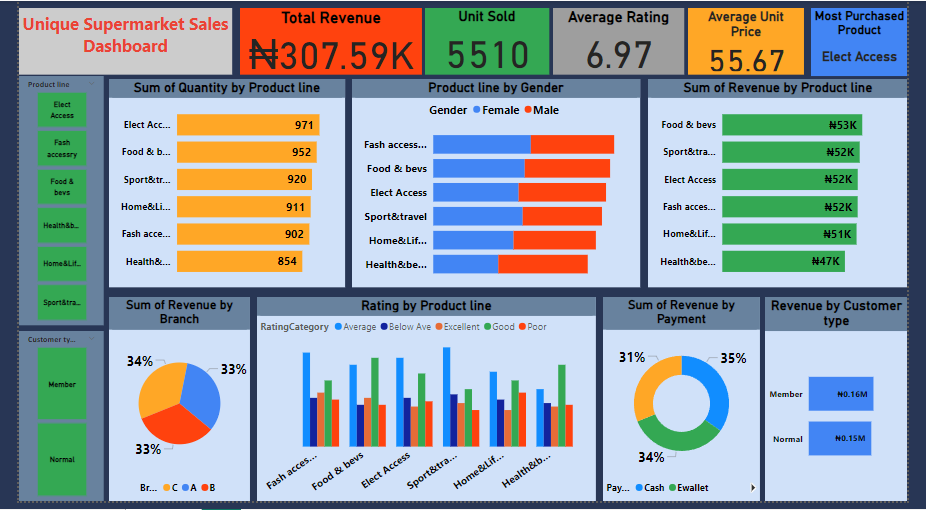 Unique Supermarket Sales
Dashboard
Total Revenue
₦307.59K
Unit Sold
5510
Average Rating
6.97
Average Unit
Price
55.67
Most Purchased
Product
Elect Access
Product line
Elect
Access
Fash
accessry
Food &
bevs
Health&b...
Home&Lif...
Sport&tra...
Customer ty...
Member
Normal
Sum of Quantity by Product line
Elect Acc... 971
Food & b... 952
Sport&tr... 920
Home&Li... 911
Fash acce... 902
Health&... 854
Product line by Gender
Gender Female Male
Fash access...
Food & bevs
Elect Access
Sport&travel
Home&Lif...
Health&be...
Sum of Revenue by Product line
Food & bevs ₦53K
Sport&tra... ₦52K
Elect Access ₦52K
Fash acces... ₦52K
Home&Lif... ₦51K
Health&be... ₦47K
Sum of Revenue by
Branch
34%
33%
33%
Br... C A B
Rating by Product line
RatingCategory Average Below Ave Excellent Good Poor
Fash acces...
Food & bevs
Elect Access
Sport&tra...
Home&Lif...
Health&b...
Sum of Revenue by
Payment
31%
35%
34%
Pay... Cash Ewallet
Revenue by Customer
type
Member ₦0.16M
Normal ₦0.15M